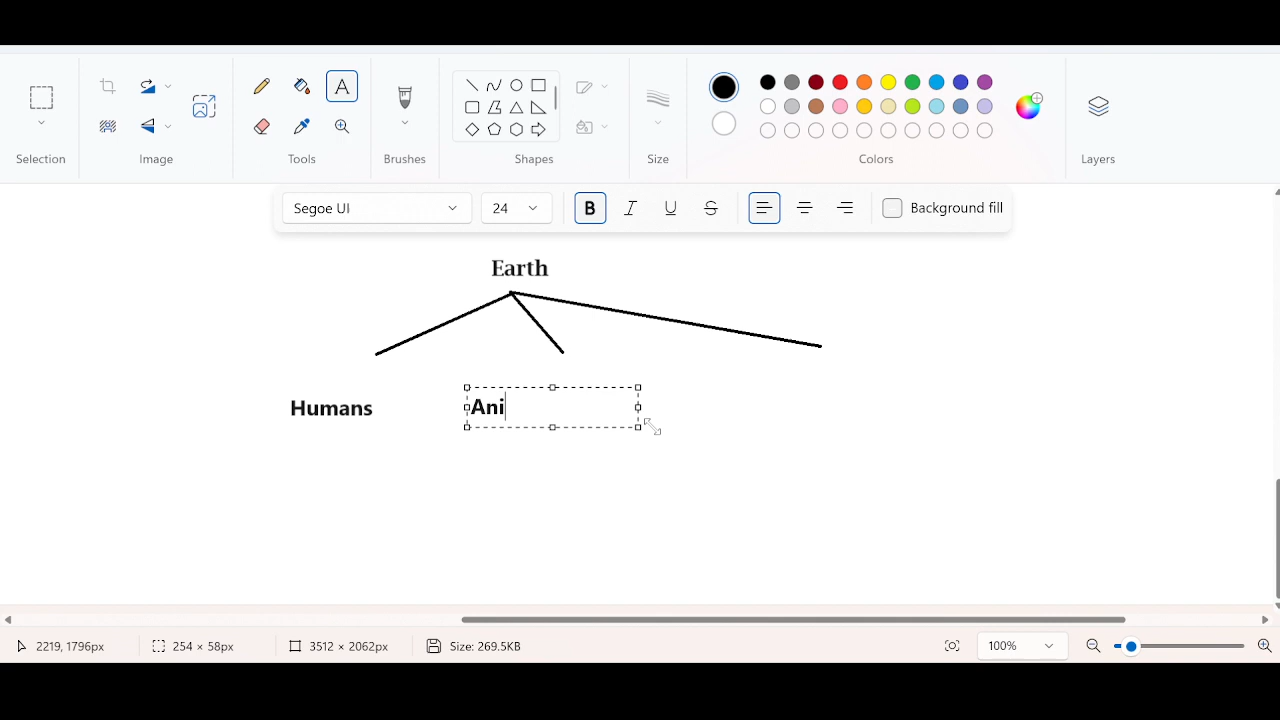 Selection
Image
Tools
Brushes
Shapes
Size
Colors
Layers
A
Segoe UI
24
B I U S
Background fill
Earth
Humans
Ani
2219, 1796px
254 × 58px
3512 × 2062px
Size: 269.5KB
100%